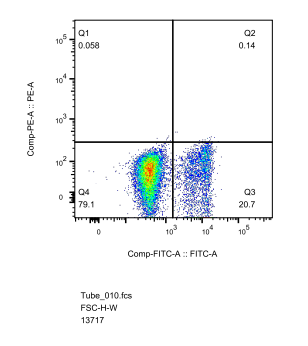 Q1
0.058
Q2
0.14
10^5
10^4
10^3
10^2
0
Comp-PE-A :: PE-A
Q4
79.1
Q3
20.7
0
10^3
10^4
10^5
Comp-FITC-A :: FITC-A
Tube_010.fcs
FSC-H-W
13717